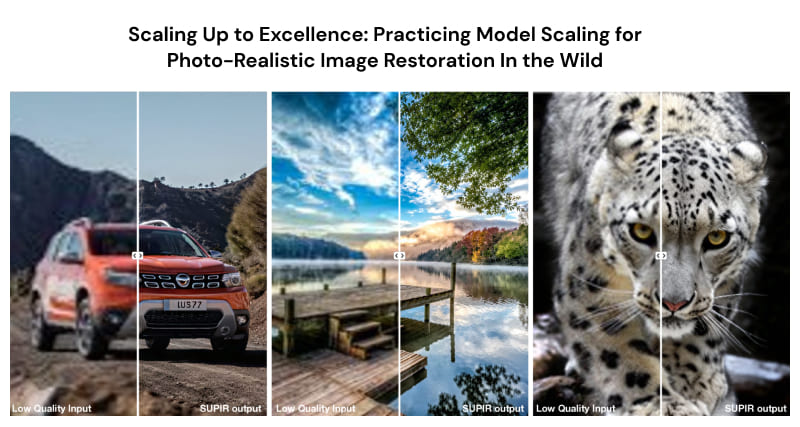 Scaling Up to Excellence: Practicing Model Scaling for
Photo-Realistic Image Restoration In the Wild
LUS77
Low Quality Input
SUPIR output
Low Quality Input
SUPIR output
Low Quality Input
SUPIR output